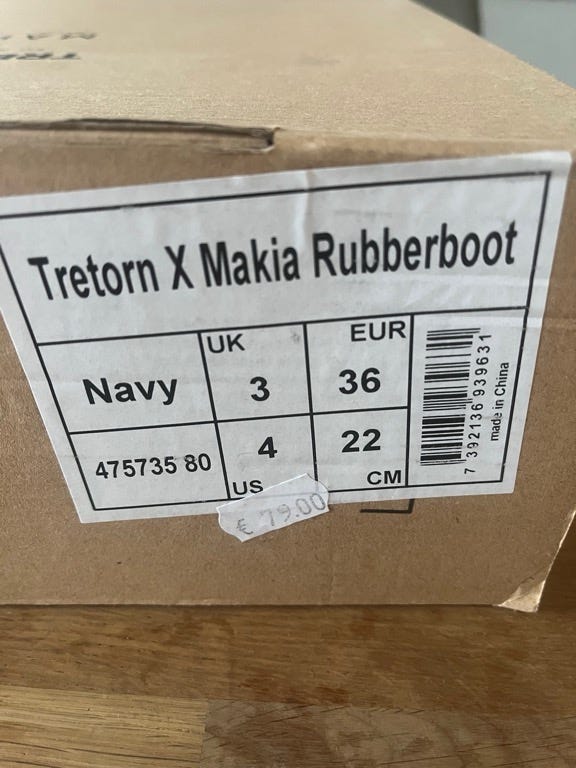 Tretorn X Makia Rubberboot
Navy
UK
3
EUR
36
475735 80
4
US
22
CM
7 392136 939631
made in China
€ 79.00